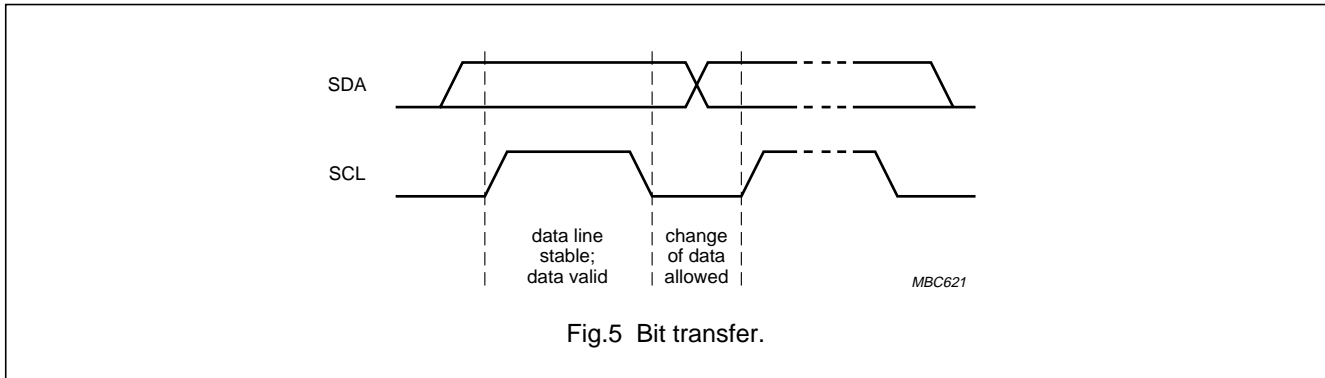 SDA
SCL
data line
stable;
data valid
change
of data
allowed
MBC621
Fig.5 Bit transfer.